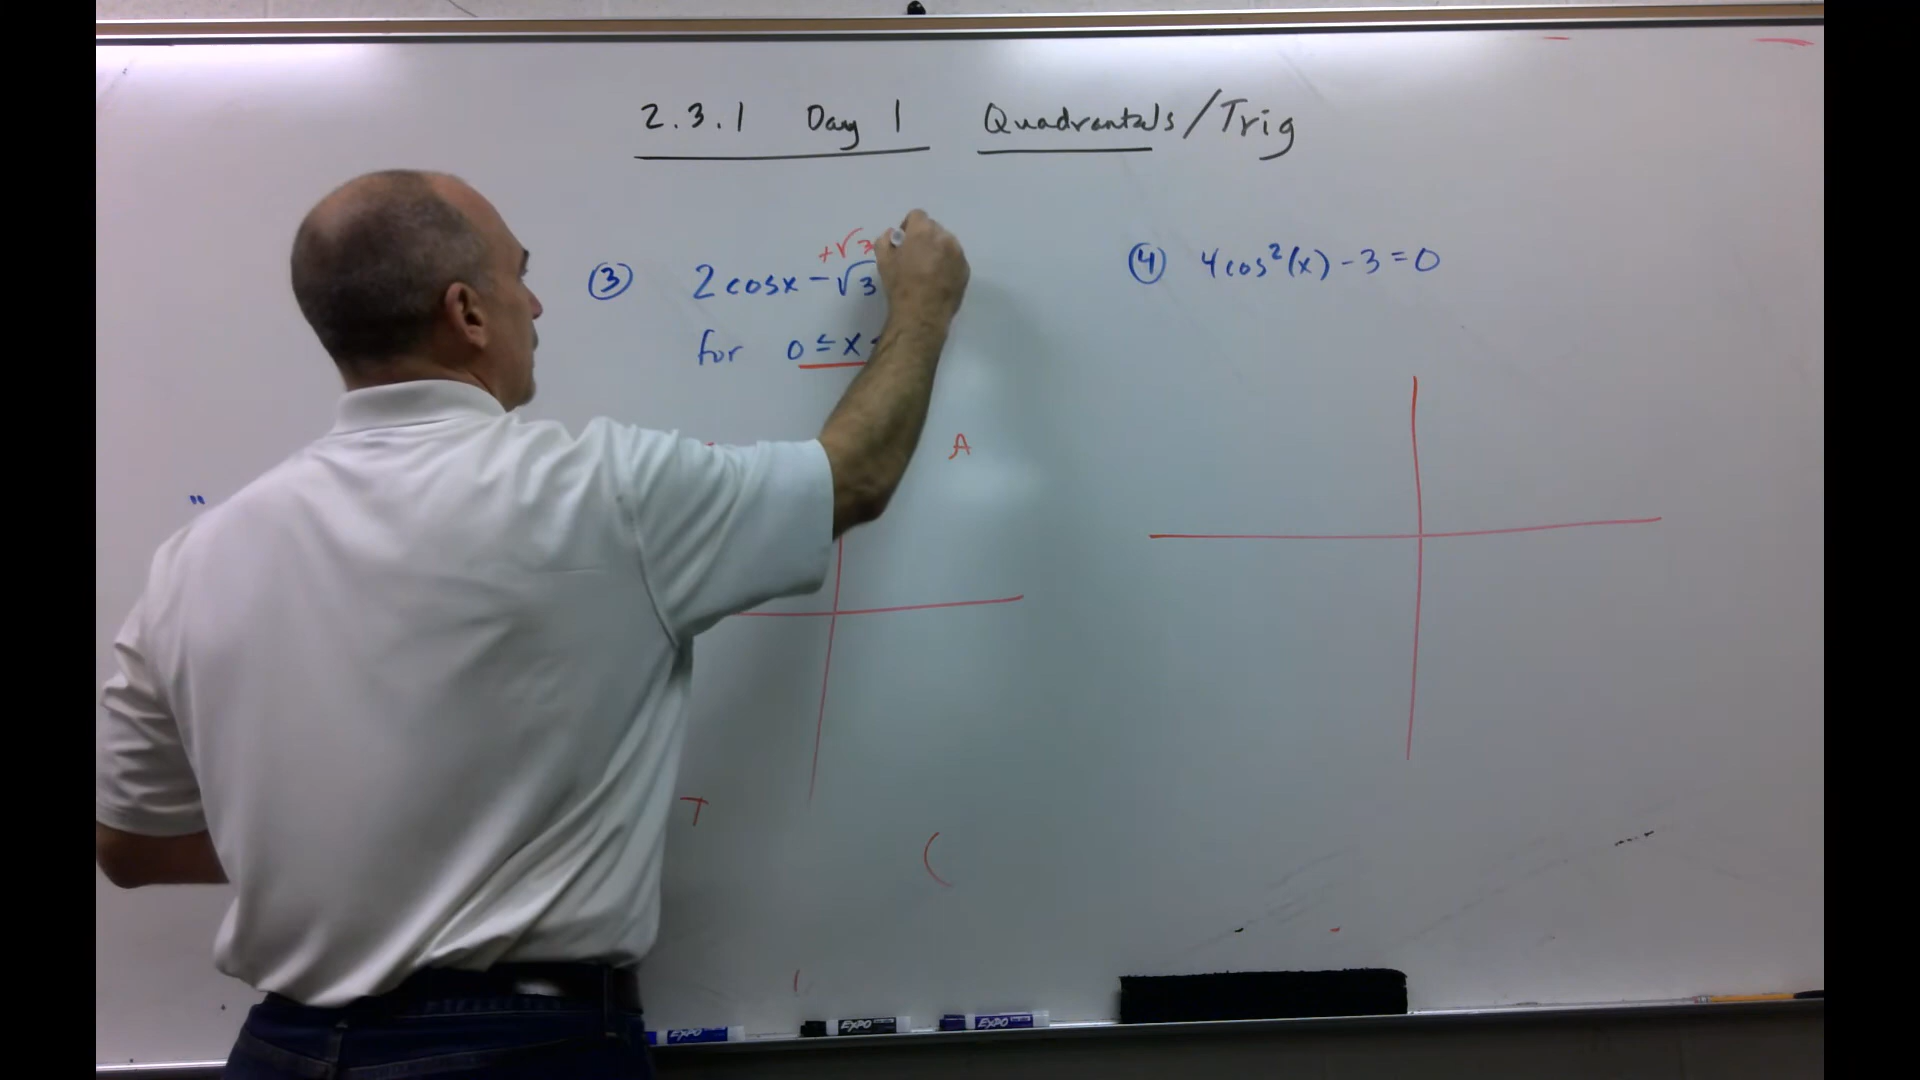 2.3.1 Day 1 Quadrantals/Trig
+√3
③ 2cosx-√3
for 0≤x
④ 4cos²(x)-3=0
"
A
T
C
EXPO
EXPO
EXPO